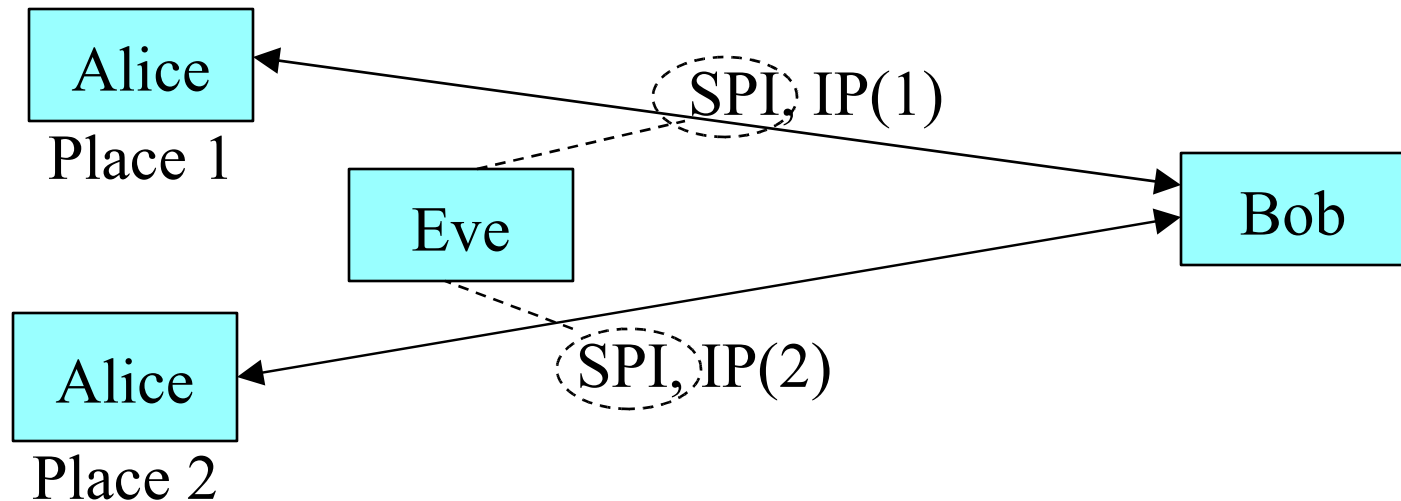 Alice
Place 1
SPI, IP(1)
Eve
Bob
Alice
Place 2
SPI, IP(2)